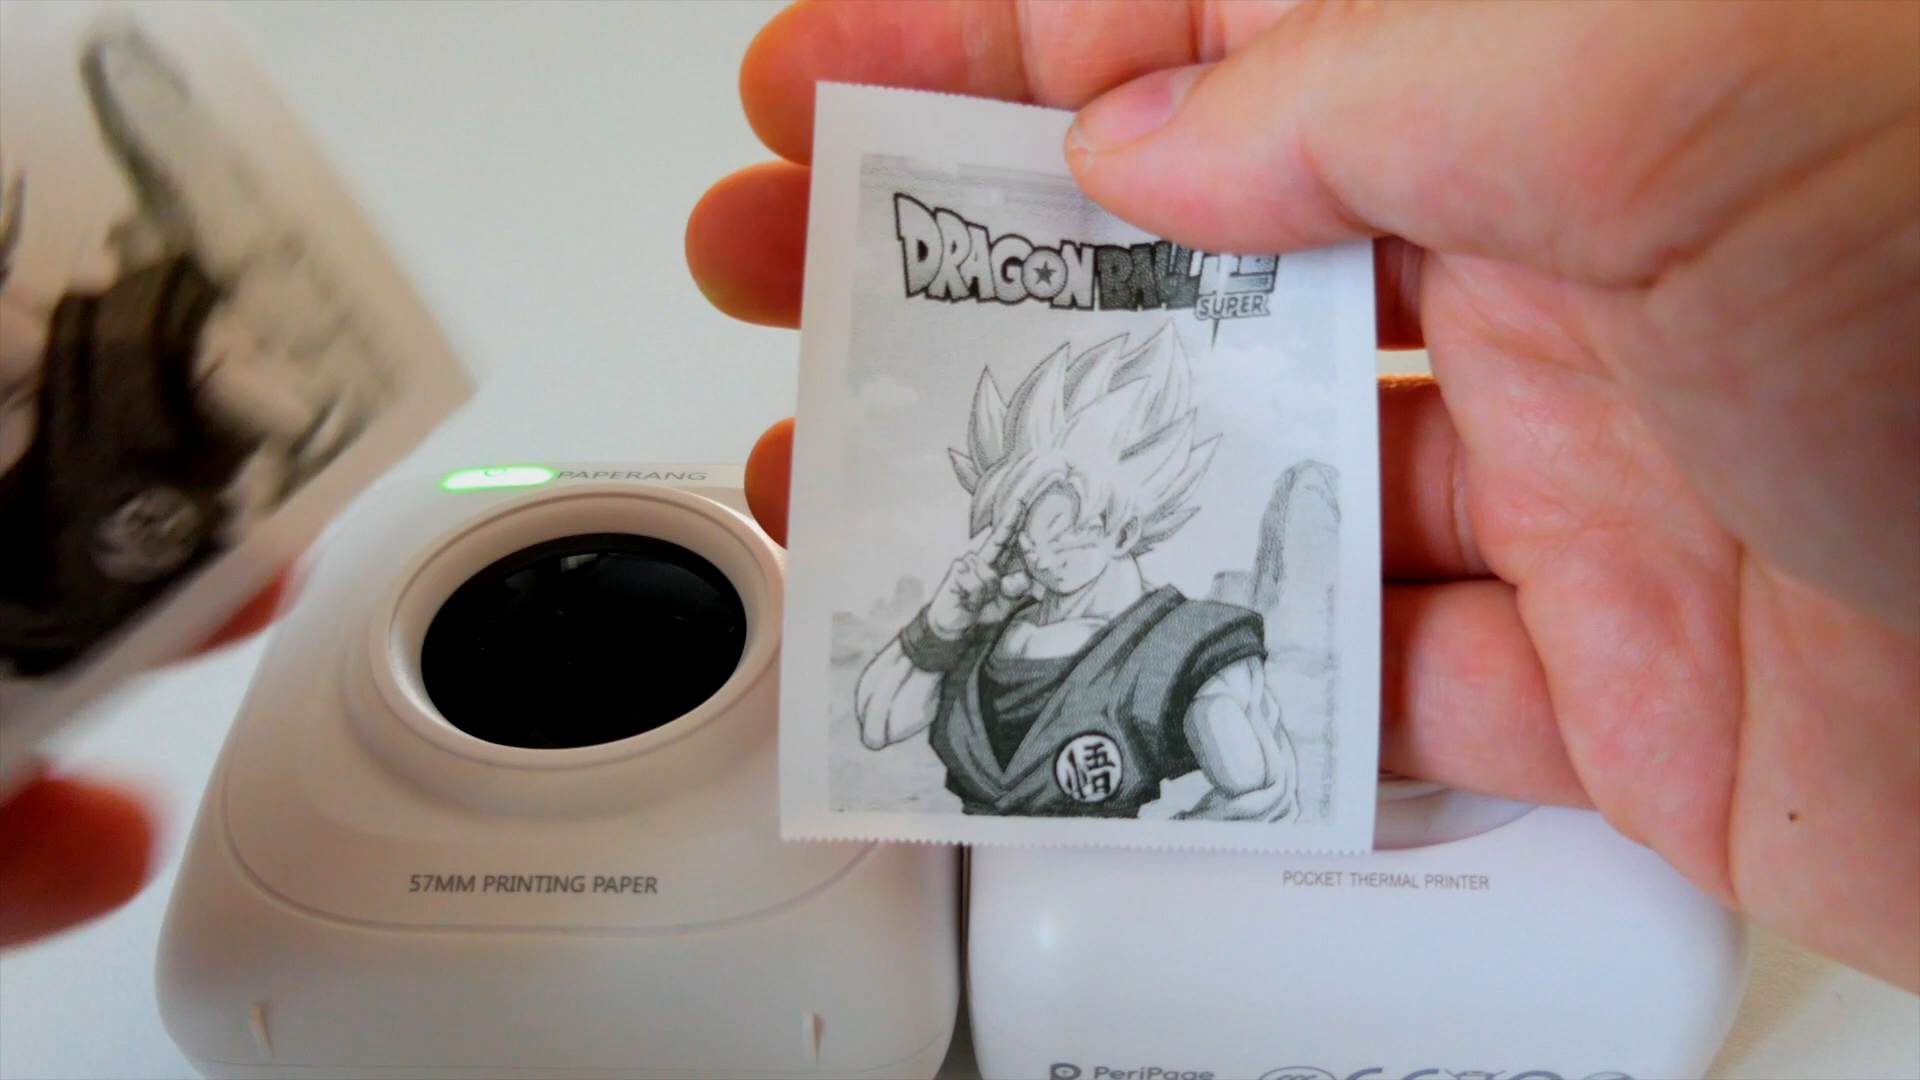 DRAGON BALL
SUPER
悟
PAPERANG
57MM PRINTING PAPER
POCKET THERMAL PRINTER
PeriPage